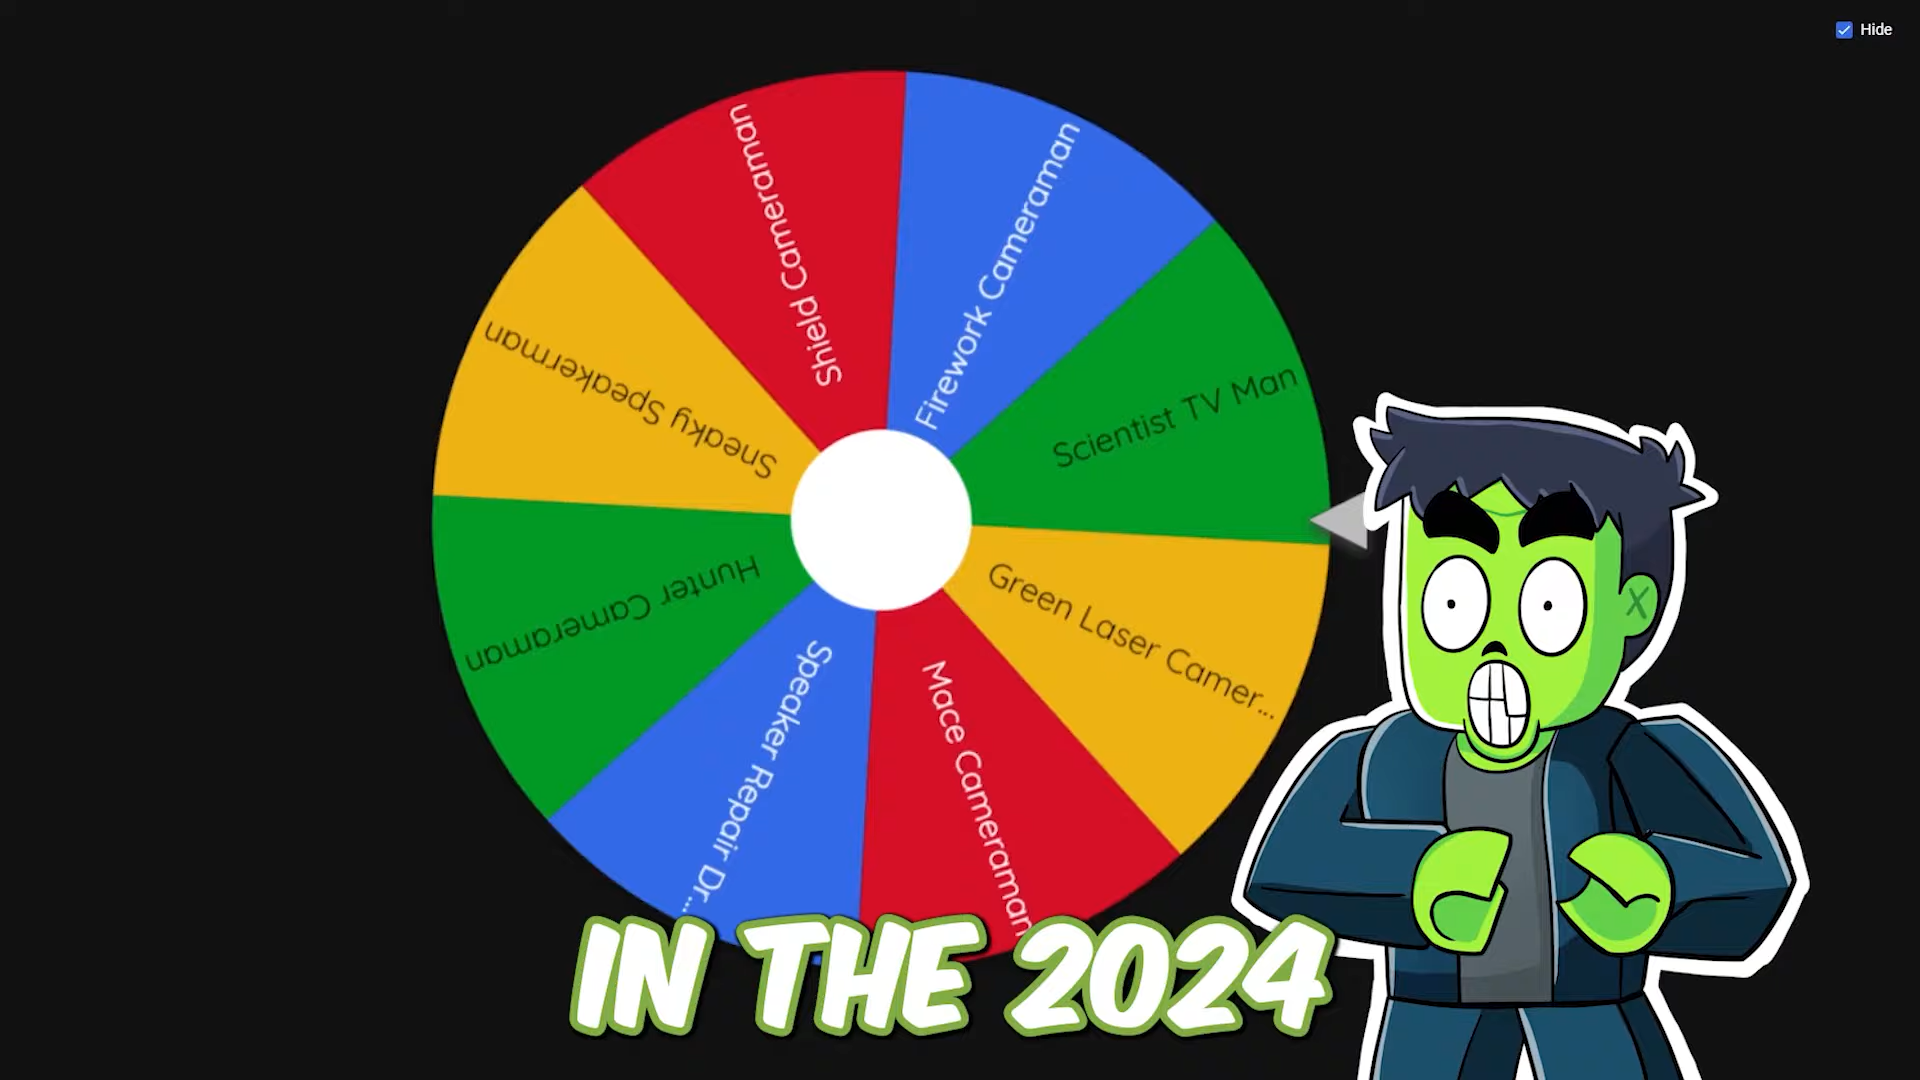 Hide
Shield Cameraman
Firework Cameraman
Scientist TV Man
Sneaky Speakerman
Green Laser Camer...
Hunter Cameraman
Speaker Repair Dr...
Mace Cameraman
IN THE 2024